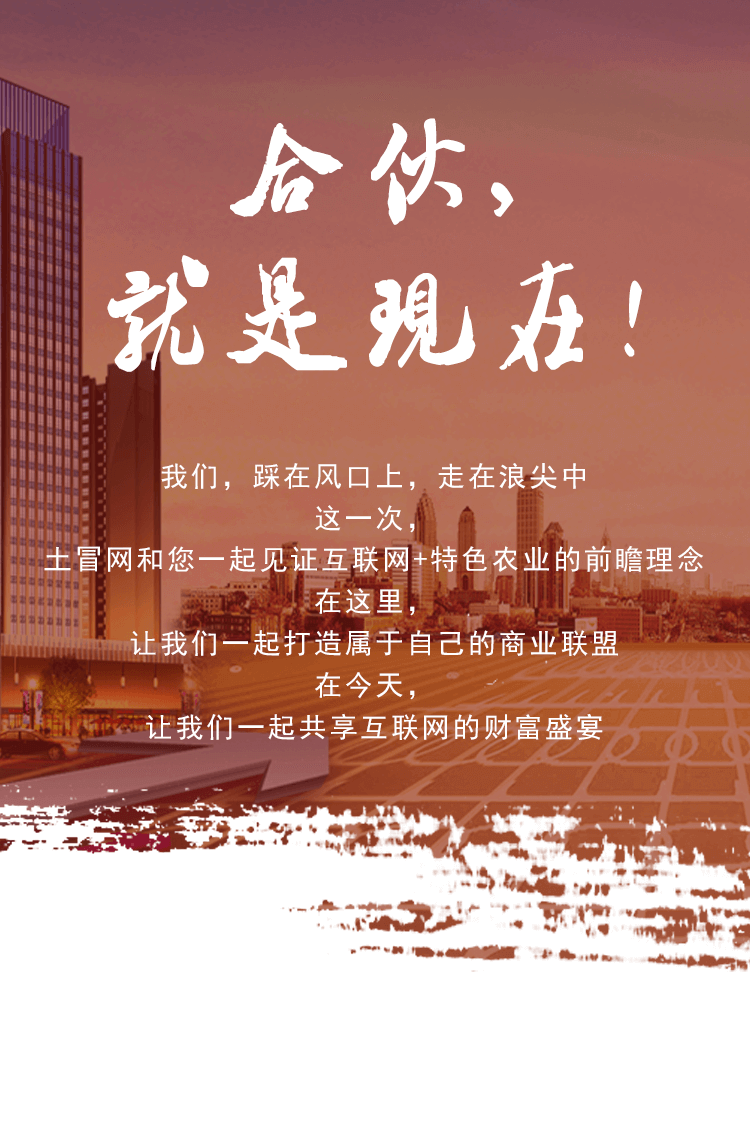 合伙，
就是現在！
我们，踩在风口上，走在浪尖中
这一次，
土冒网和您一起见证互联网+特色农业的前瞻理念
在这里，
让我们一起打造属于自己的商业联盟
在今天，
让我们一起共享互联网的财富盛宴